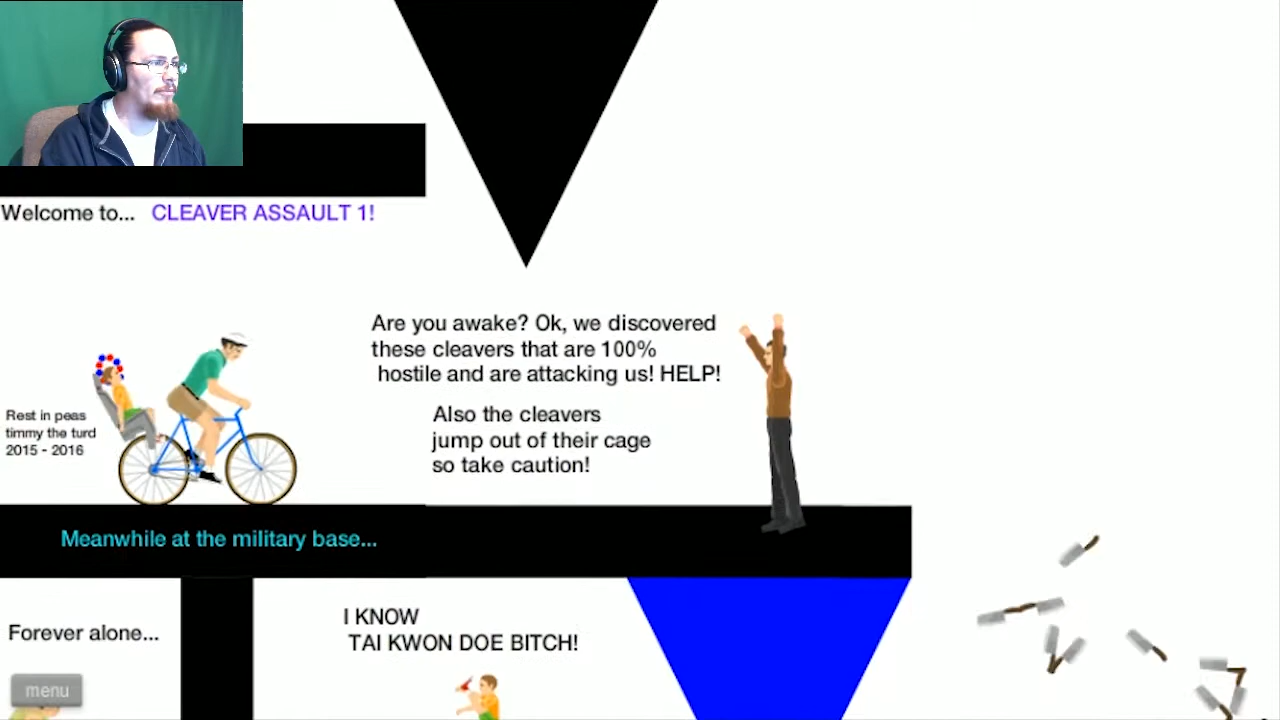 Welcome to... CLEAVER ASSAULT 1!
Are you awake? Ok, we discovered
these cleavers that are 100%
hostile and are attacking us! HELP!
Also the cleavers
jump out of their cage
so take caution!
Rest in peas
timmy the turd
2015 - 2016
Meanwhile at the military base...
Forever alone...
I KNOW
TAI KWON DOE BITCH!
menu